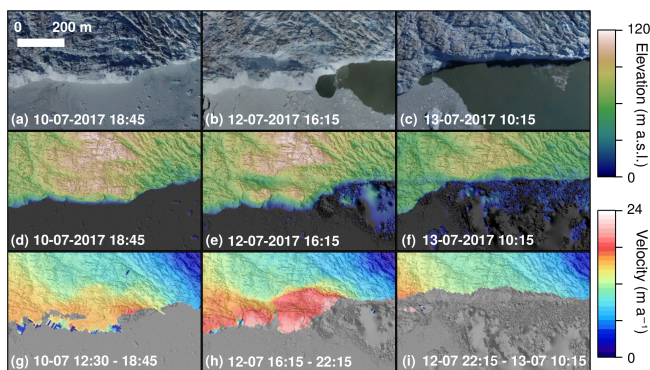 0 200 m
(a) 10-07-2017 18:45
(b) 12-07-2017 16:15
(c) 13-07-2017 10:15
120
Elevation (m a.s.l.)
0
(d) 10-07-2017 18:45
(e) 12-07-2017 16:15
(f) 13-07-2017 10:15
24
Velocity (m a⁻¹)
0
(g) 10-07 12:30 - 18:45
(h) 12-07 16:15 - 22:15
(i) 12-07 22:15 - 13-07 10:15